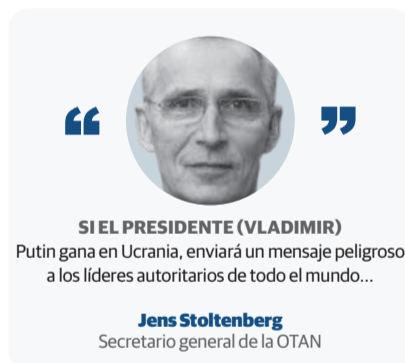 “ ”
SI EL PRESIDENTE (VLADIMIR)
Putin gana en Ucrania, enviará un mensaje peligroso
a los líderes autoritarios de todo el mundo...
Jens Stoltenberg
Secretario general de la OTAN